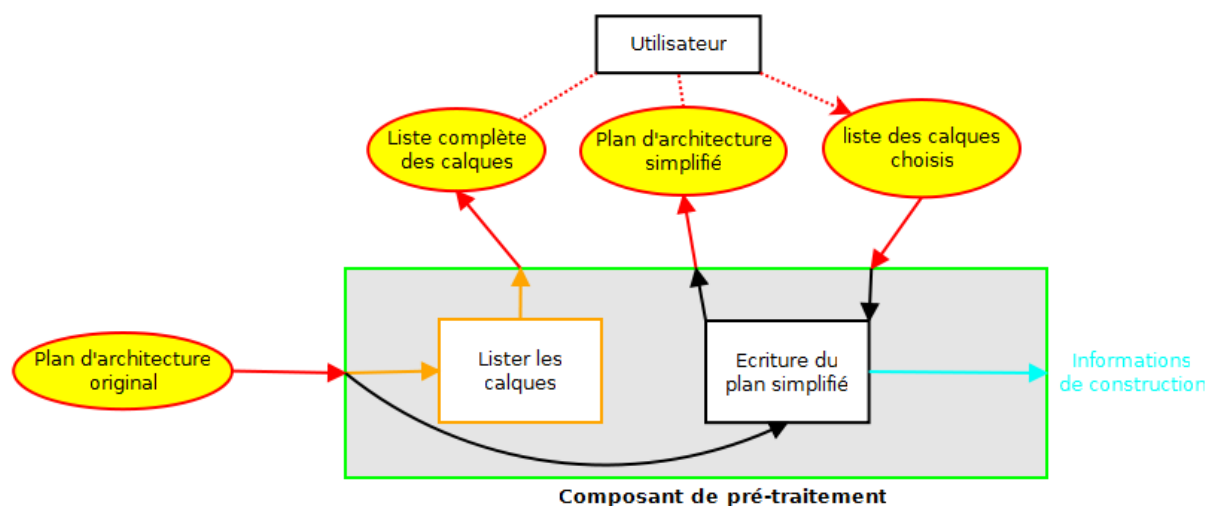 Utilisateur
Liste complète
des calques
Plan d'architecture
simplifié
liste des calques
choisis
Plan d'architecture
original
Lister les
calques
Ecriture du
plan simplifié
Informations
de construction
Composant de pré-traitement